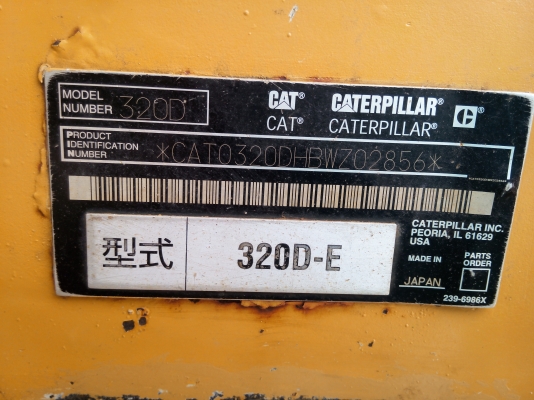 MODEL NUMBER 320D
CAT® CATERPILLAR® C®
CAT® CATERPILLAR®
PRODUCT IDENTIFICATION NUMBER *CAT0320DHBWZ02856*
型式 320D-E
CATERPILLAR INC.
PEORIA, IL 61629
USA
MADE IN JAPAN
PARTS ORDER
239-6986X